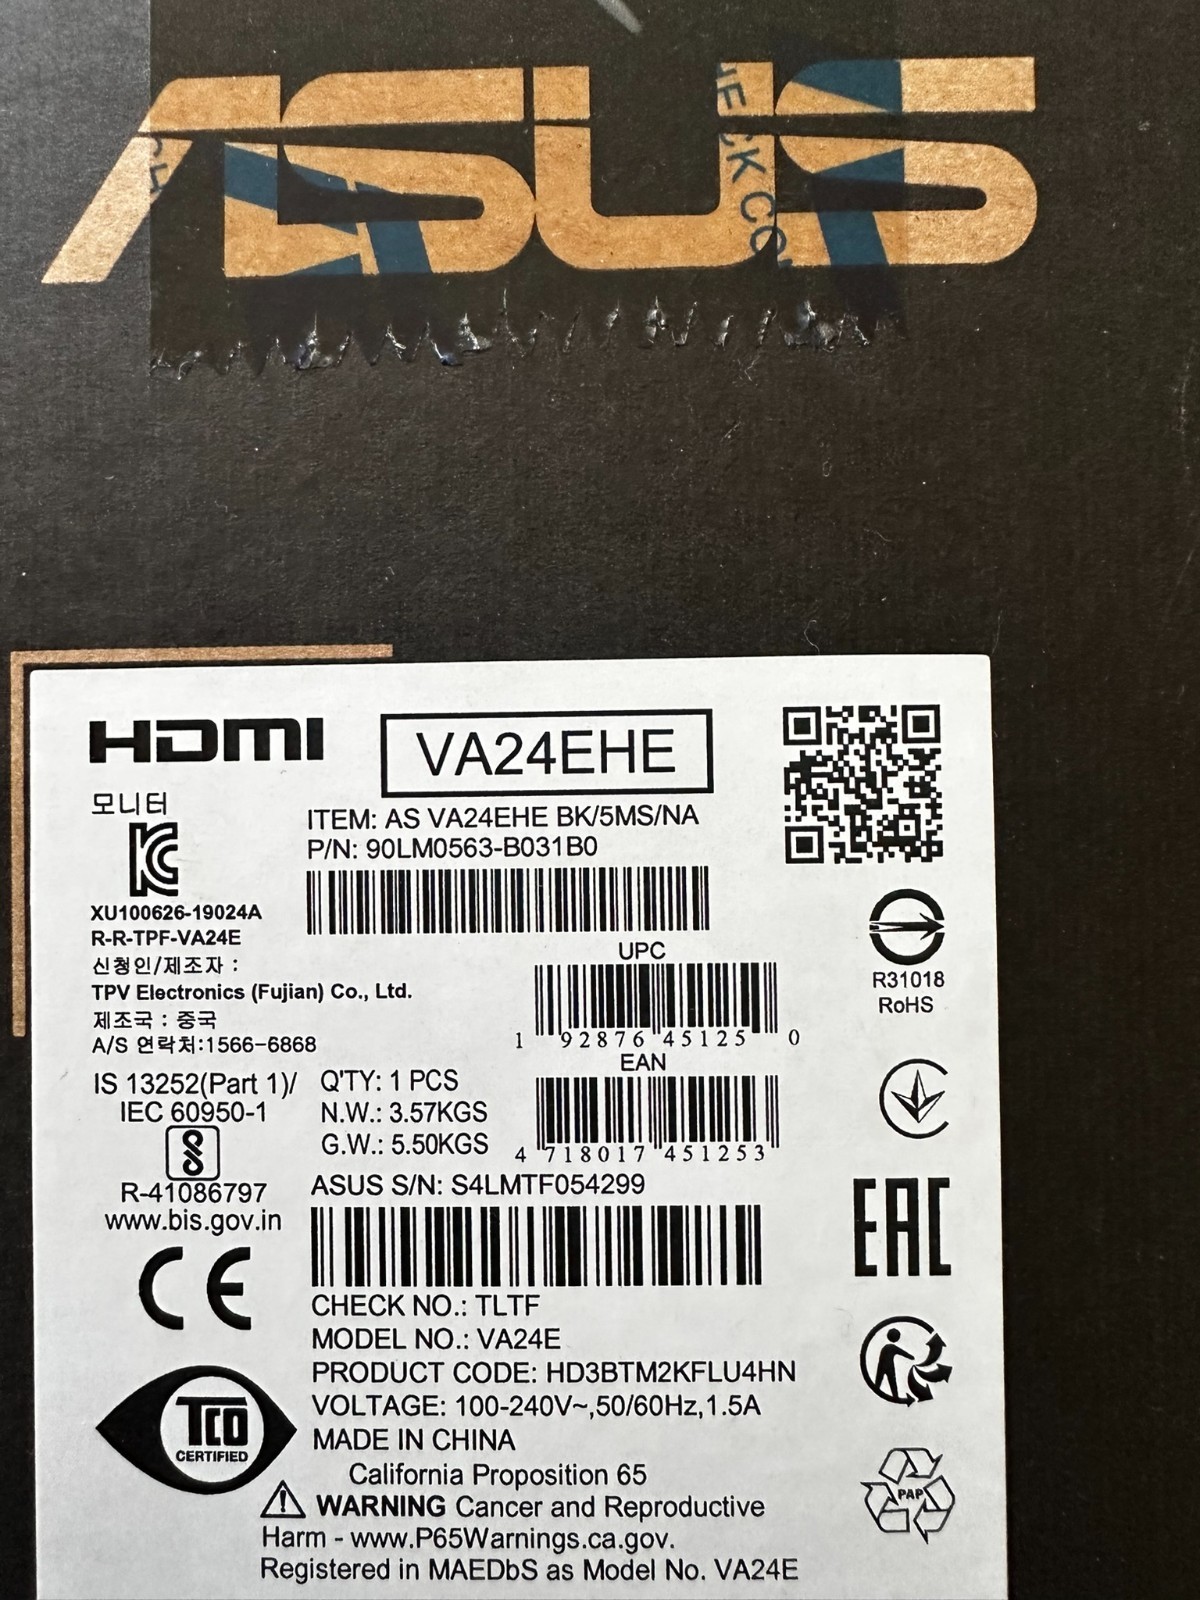 ASUS
HDMI
VA24EHE
모니터
ITEM: AS VA24EHE BK/5MS/NA
P/N: 90LM0563-B031B0
XU100626-19024A
R-R-TPF-VA24E
신청인/제조자 :
TPV Electronics (Fujian) Co., Ltd.
제조국 : 중국
A/S 연락처:1566-6868
UPC
1 92876 45125 0
EAN
4 718017 451253
R31018
RoHS
IS 13252(Part 1)/
IEC 60950-1
R-41086797
www.bis.gov.in
Q'TY: 1 PCS
N.W.: 3.57KGS
G.W.: 5.50KGS
ASUS S/N: S4LMTF054299
CE
EAC
CHECK NO.: TLTF
MODEL NO.: VA24E
PRODUCT CODE: HD3BTM2KFLU4HN
VOLTAGE: 100-240V~,50/60Hz,1.5A
MADE IN CHINA
TCO
CERTIFIED
PAP
California Proposition 65
WARNING Cancer and Reproductive
Harm - www.P65Warnings.ca.gov.
Registered in MAEDbS as Model No. VA24E